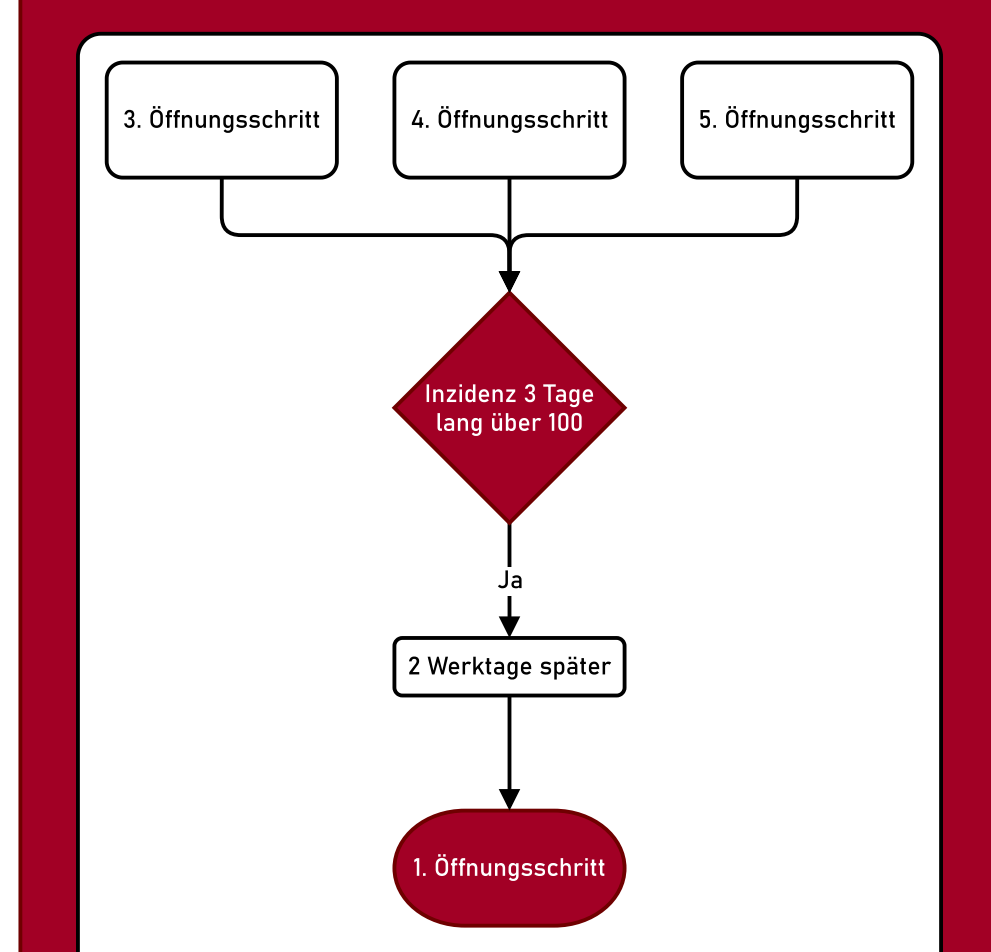 3. Öffnungsschritt
4. Öffnungsschritt
5. Öffnungsschritt
Inzidenz 3 Tage
lang über 100
Ja
2 Werktage später
1. Öffnungsschritt